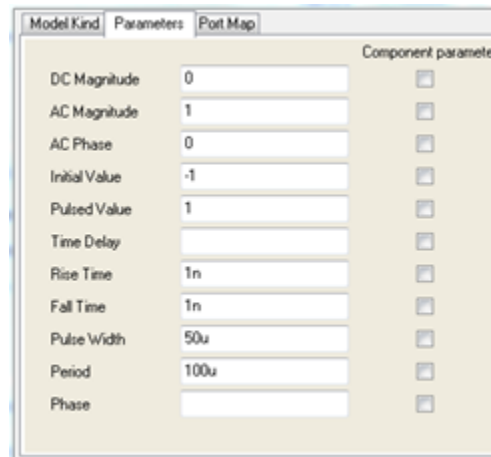 Model Kind Parameters Port Map
Component paramete
DC Magnitude 0
AC Magnitude 1
AC Phase 0
Initial Value -1
Pulsed Value 1
Time Delay
Rise Time 1n
Fall Time 1n
Pulse Width 50u
Period 100u
Phase